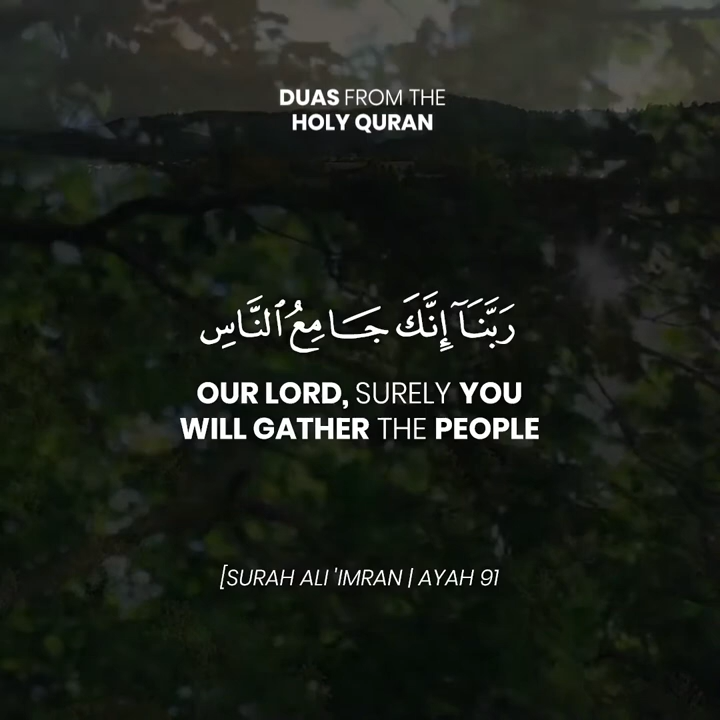 DUAS FROM THE
HOLY QURAN
رَبَّنَآ إِنَّكَ جَامِعُ ٱلنَّاسِ
OUR LORD, SURELY YOU
WILL GATHER THE PEOPLE
[SURAH ALI 'IMRAN | AYAH 91